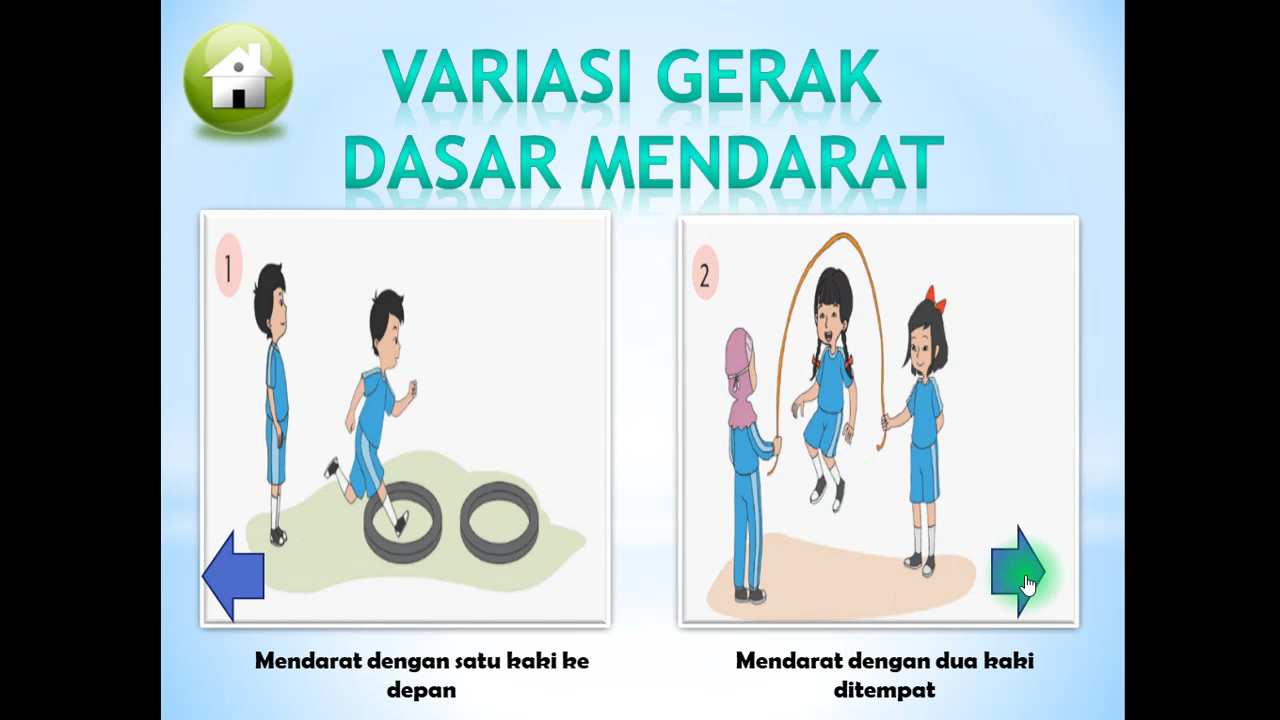 VARIASI GERAK
DASAR MENDARAT
1
2
Mendarat dengan satu kaki ke
depan
Mendarat dengan dua kaki
ditempat